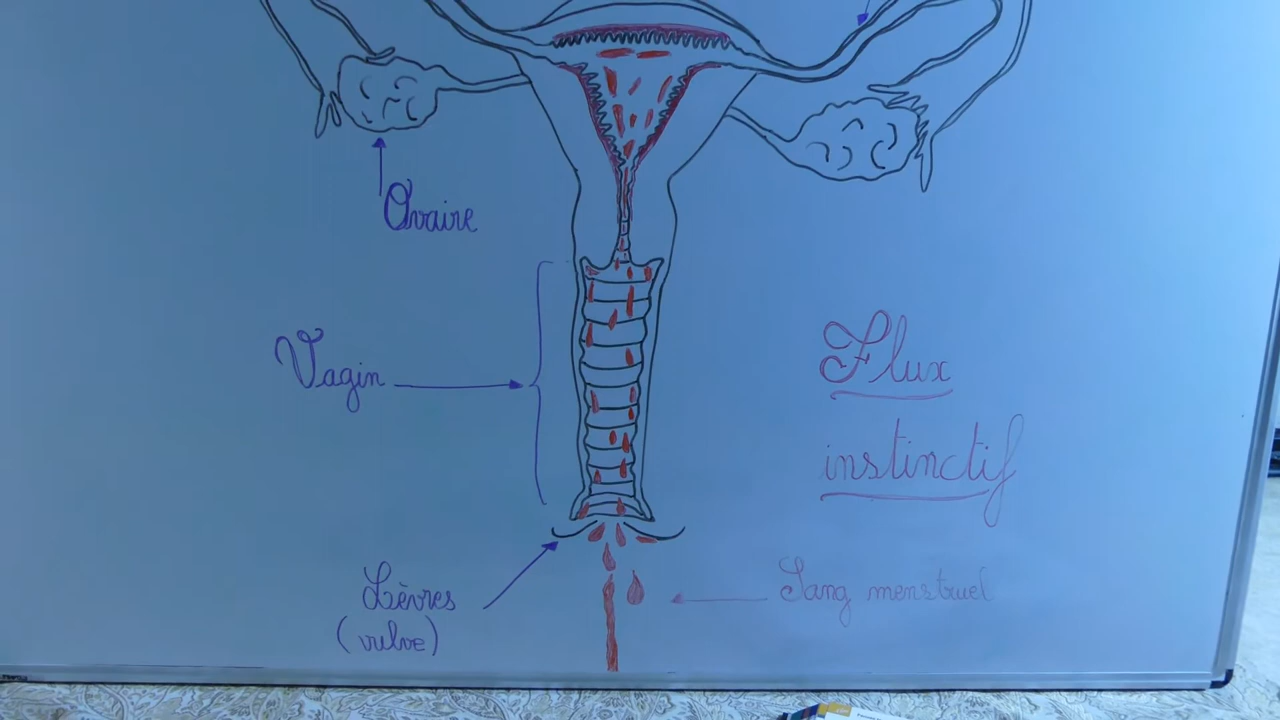 Ovaire
Vagin
Flux
instinctif
Lèvres
(vulve)
Sang menstruel